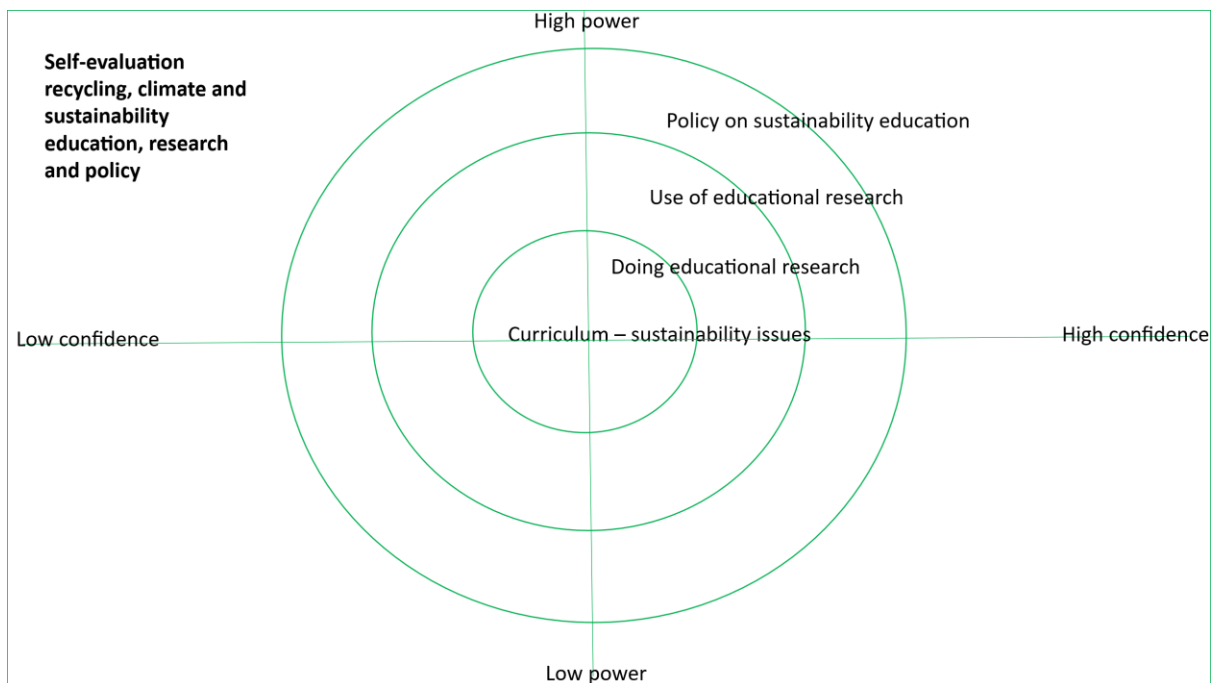 High power
Self-evaluation
recycling, climate and
sustainability
education, research
and policy
Policy on sustainability education
Use of educational research
Doing educational research
Curriculum – sustainability issues
Low confidence
High confidence
Low power